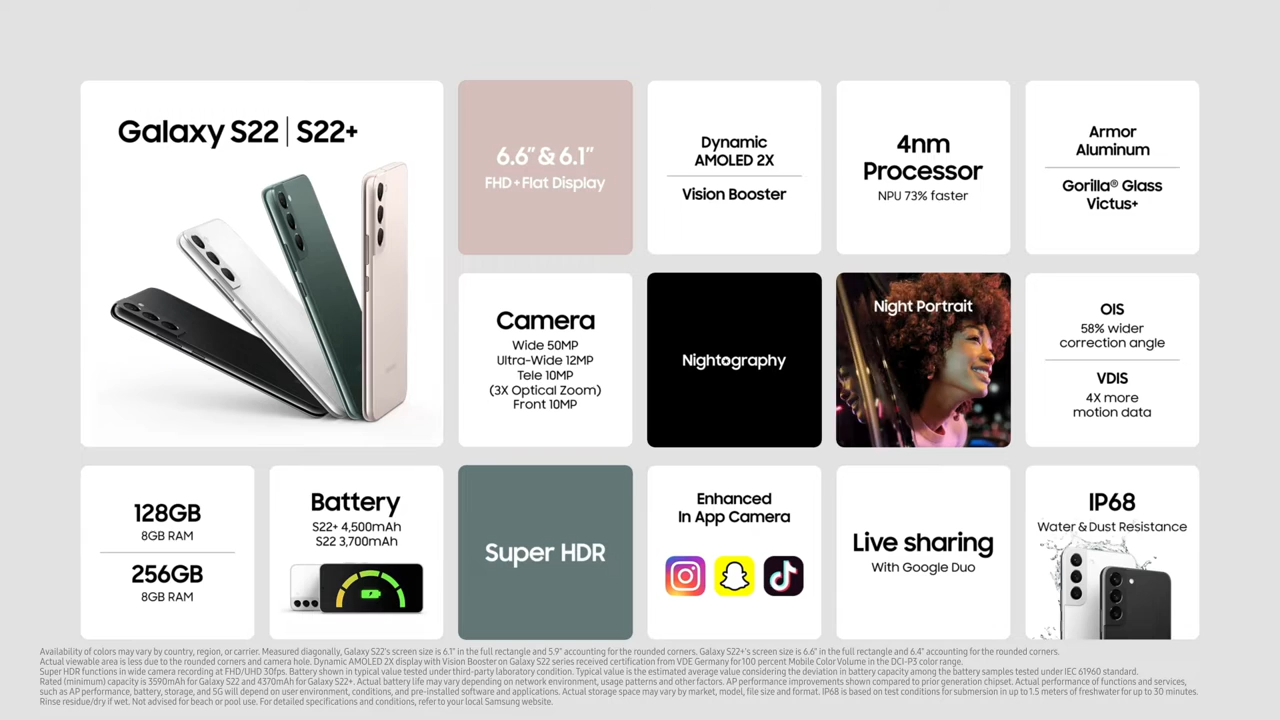 Galaxy S22 | S22+
6.6” & 6.1”
FHD+Flat Display
Dynamic
AMOLED 2X
Vision Booster
4nm
Processor
NPU 73% faster
Armor
Aluminum
Gorilla® Glass
Victus+
Camera
Wide 50MP
Ultra-Wide 12MP
Tele 10MP
(3X Optical Zoom)
Front 10MP
Nightography
Night Portrait
OIS
58% wider
correction angle
VDIS
4X more
motion data
128GB
8GB RAM
256GB
8GB RAM
Battery
S22+ 4,500mAh
S22 3,700mAh
Super HDR
Enhanced
In App Camera
Live sharing
With Google Duo
IP68
Water & Dust Resistance
Availability of colors may vary by country, region, or carrier. Measured diagonally, Galaxy S22's screen size is 6.1" in the full rectangle and 5.9" accounting for the rounded corners. Galaxy S22+'s screen size is 6.6" in the full rectangle and 6.4" accounting for the rounded corners.
Actual viewable area is less due to the rounded corners and camera hole. Dynamic AMOLED 2X display with Vision Booster on Galaxy S22 series received certification from VDE Germany for 100 percent Mobile Color Volume in the DCI-P3 color range.
Super HDR functions in wide camera recording at FHD/UHD 30fps. Battery shown in typical value tested under third-party laboratory condition. Typical value is the estimated average value considering the deviation in battery capacity among the battery samples tested under IEC 61960 standard.
Rated (minimum) capacity is 3590mAh for Galaxy S22 and 4370mAh for Galaxy S22+. Actual battery life may vary depending on network environment, usage patterns and other factors. AP performance improvements shown compared to prior generation chipset. Actual performance of functions and services,
such as AP performance, battery, storage, and 5G will depend on user environment, conditions, and pre-installed software and applications. Actual storage space may vary by market, model, file size and format. IP68 is based on test conditions for submersion in up to 1.5 meters of freshwater for up to 30 minutes.
Rinse residue/dry if wet. Not advised for beach or pool use. For detailed specifications and conditions, refer to your local Samsung website.